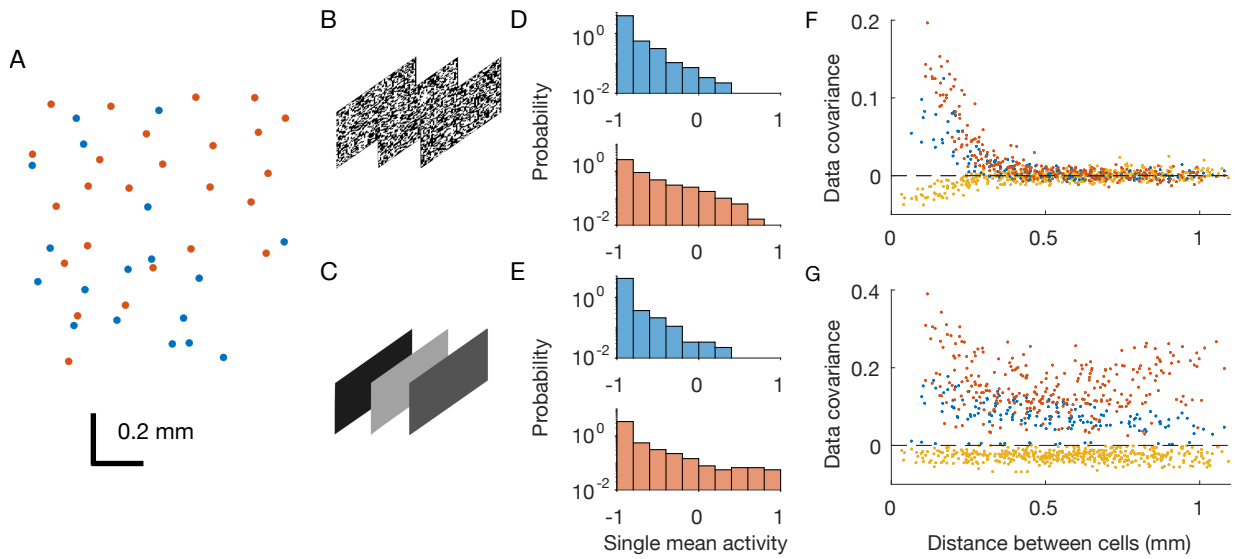 A
0.2 mm
B
C
D
Probability
10^0
10^-2
-1 0 1
10^0
10^-2
-1 0 1
E
Probability
10^0
10^-2
-1 0 1
10^0
10^-2
-1 0 1
Single mean activity
F
Data covariance
0.2
0.1
0
0 0.5 1
G
Data covariance
0.4
0.2
0
0 0.5 1
Distance between cells (mm)